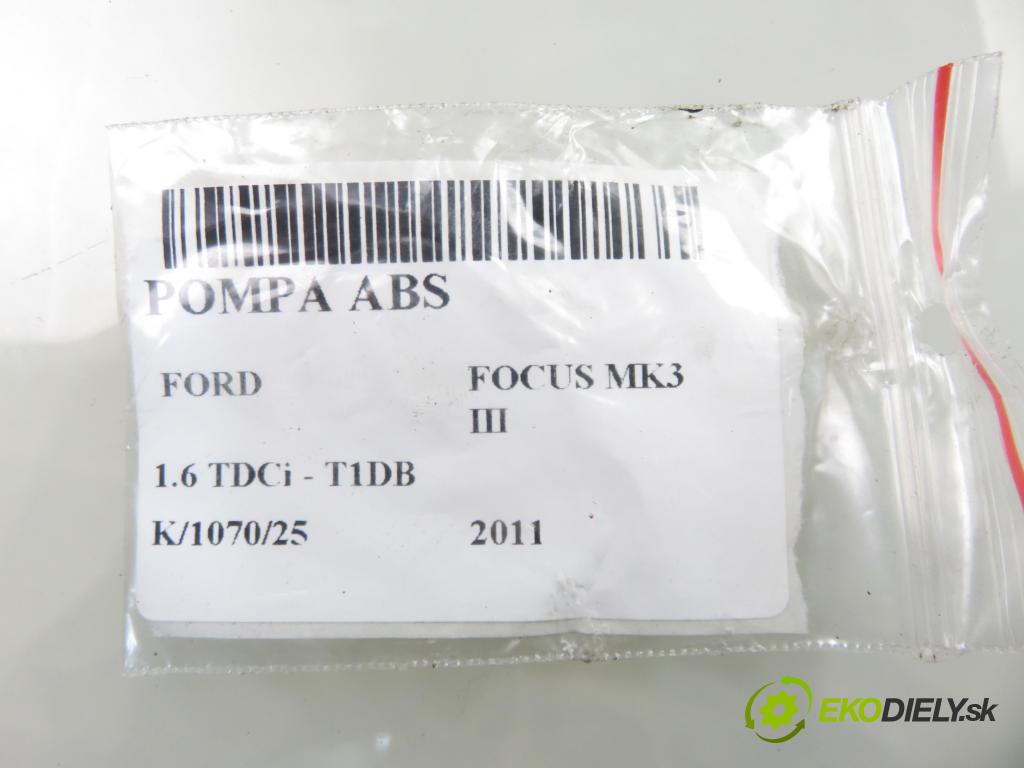 POMPA ABS
FORD FOCUS MK3
III
1.6 TDCi - T1DB
K/1070/25 2011
EKODIELY.sk